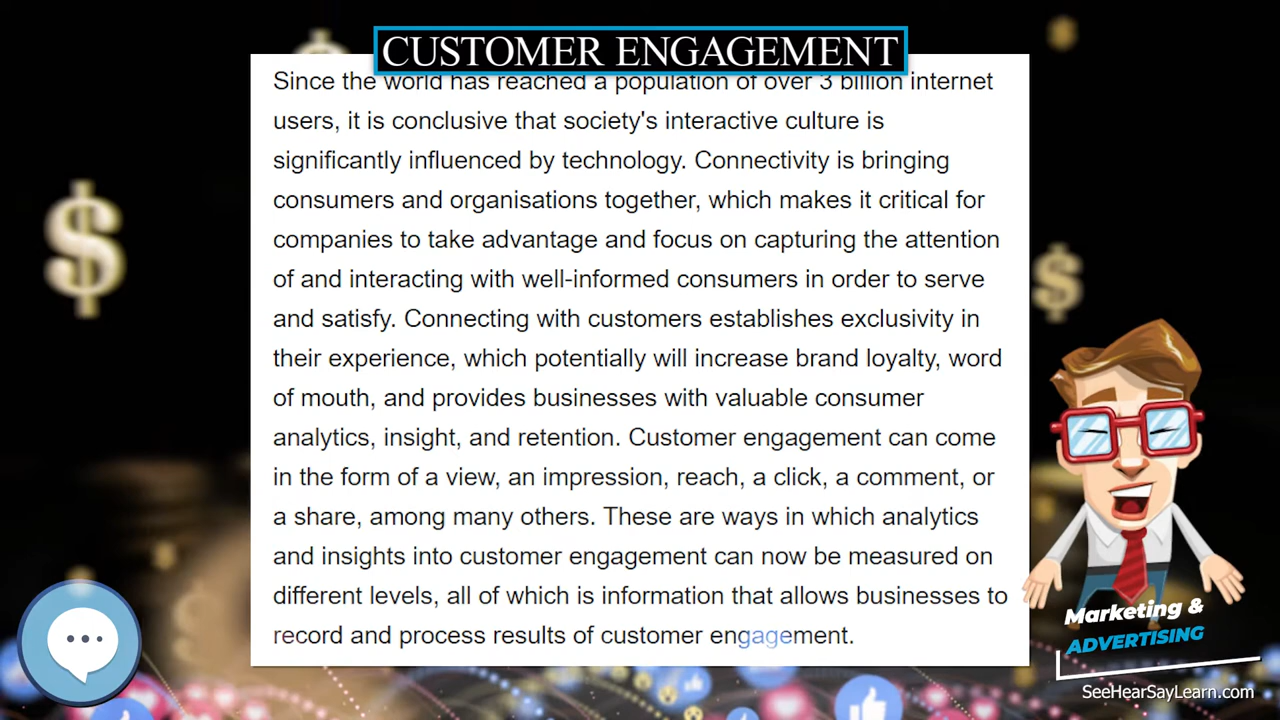 CUSTOMER ENGAGEMENT
Since the world has reached a population of over 3 billion internet
users, it is conclusive that society's interactive culture is
significantly influenced by technology. Connectivity is bringing
consumers and organisations together, which makes it critical for
companies to take advantage and focus on capturing the attention
of and interacting with well-informed consumers in order to serve
and satisfy. Connecting with customers establishes exclusivity in
their experience, which potentially will increase brand loyalty, word
of mouth, and provides businesses with valuable consumer
analytics, insight, and retention. Customer engagement can come
in the form of a view, an impression, reach, a click, a comment, or
a share, among many others. These are ways in which analytics
and insights into customer engagement can now be measured on
different levels, all of which is information that allows businesses to
record and process results of customer engagement.
Marketing &
ADVERTISING
SeeHearSayLearn.com